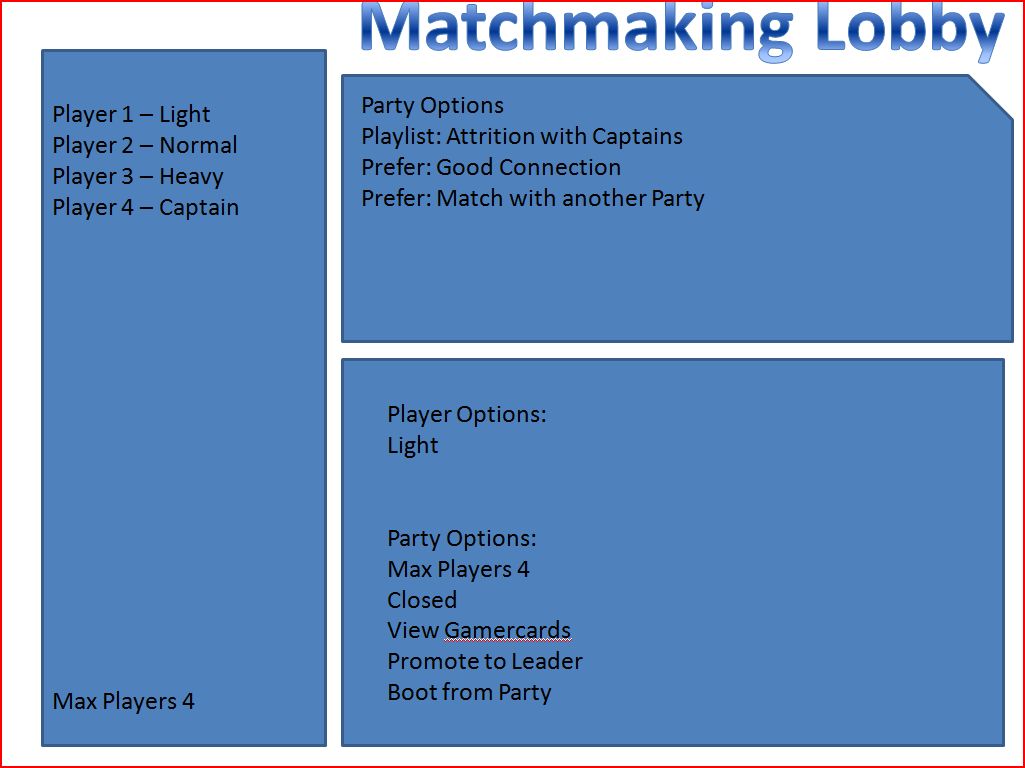 Matchmaking Lobby
Player 1 – Light
Player 2 – Normal
Player 3 – Heavy
Player 4 – Captain
Max Players 4
Party Options
Playlist: Attrition with Captains
Prefer: Good Connection
Prefer: Match with another Party
Player Options:
Light
Party Options:
Max Players 4
Closed
View Gamercards
Promote to Leader
Boot from Party